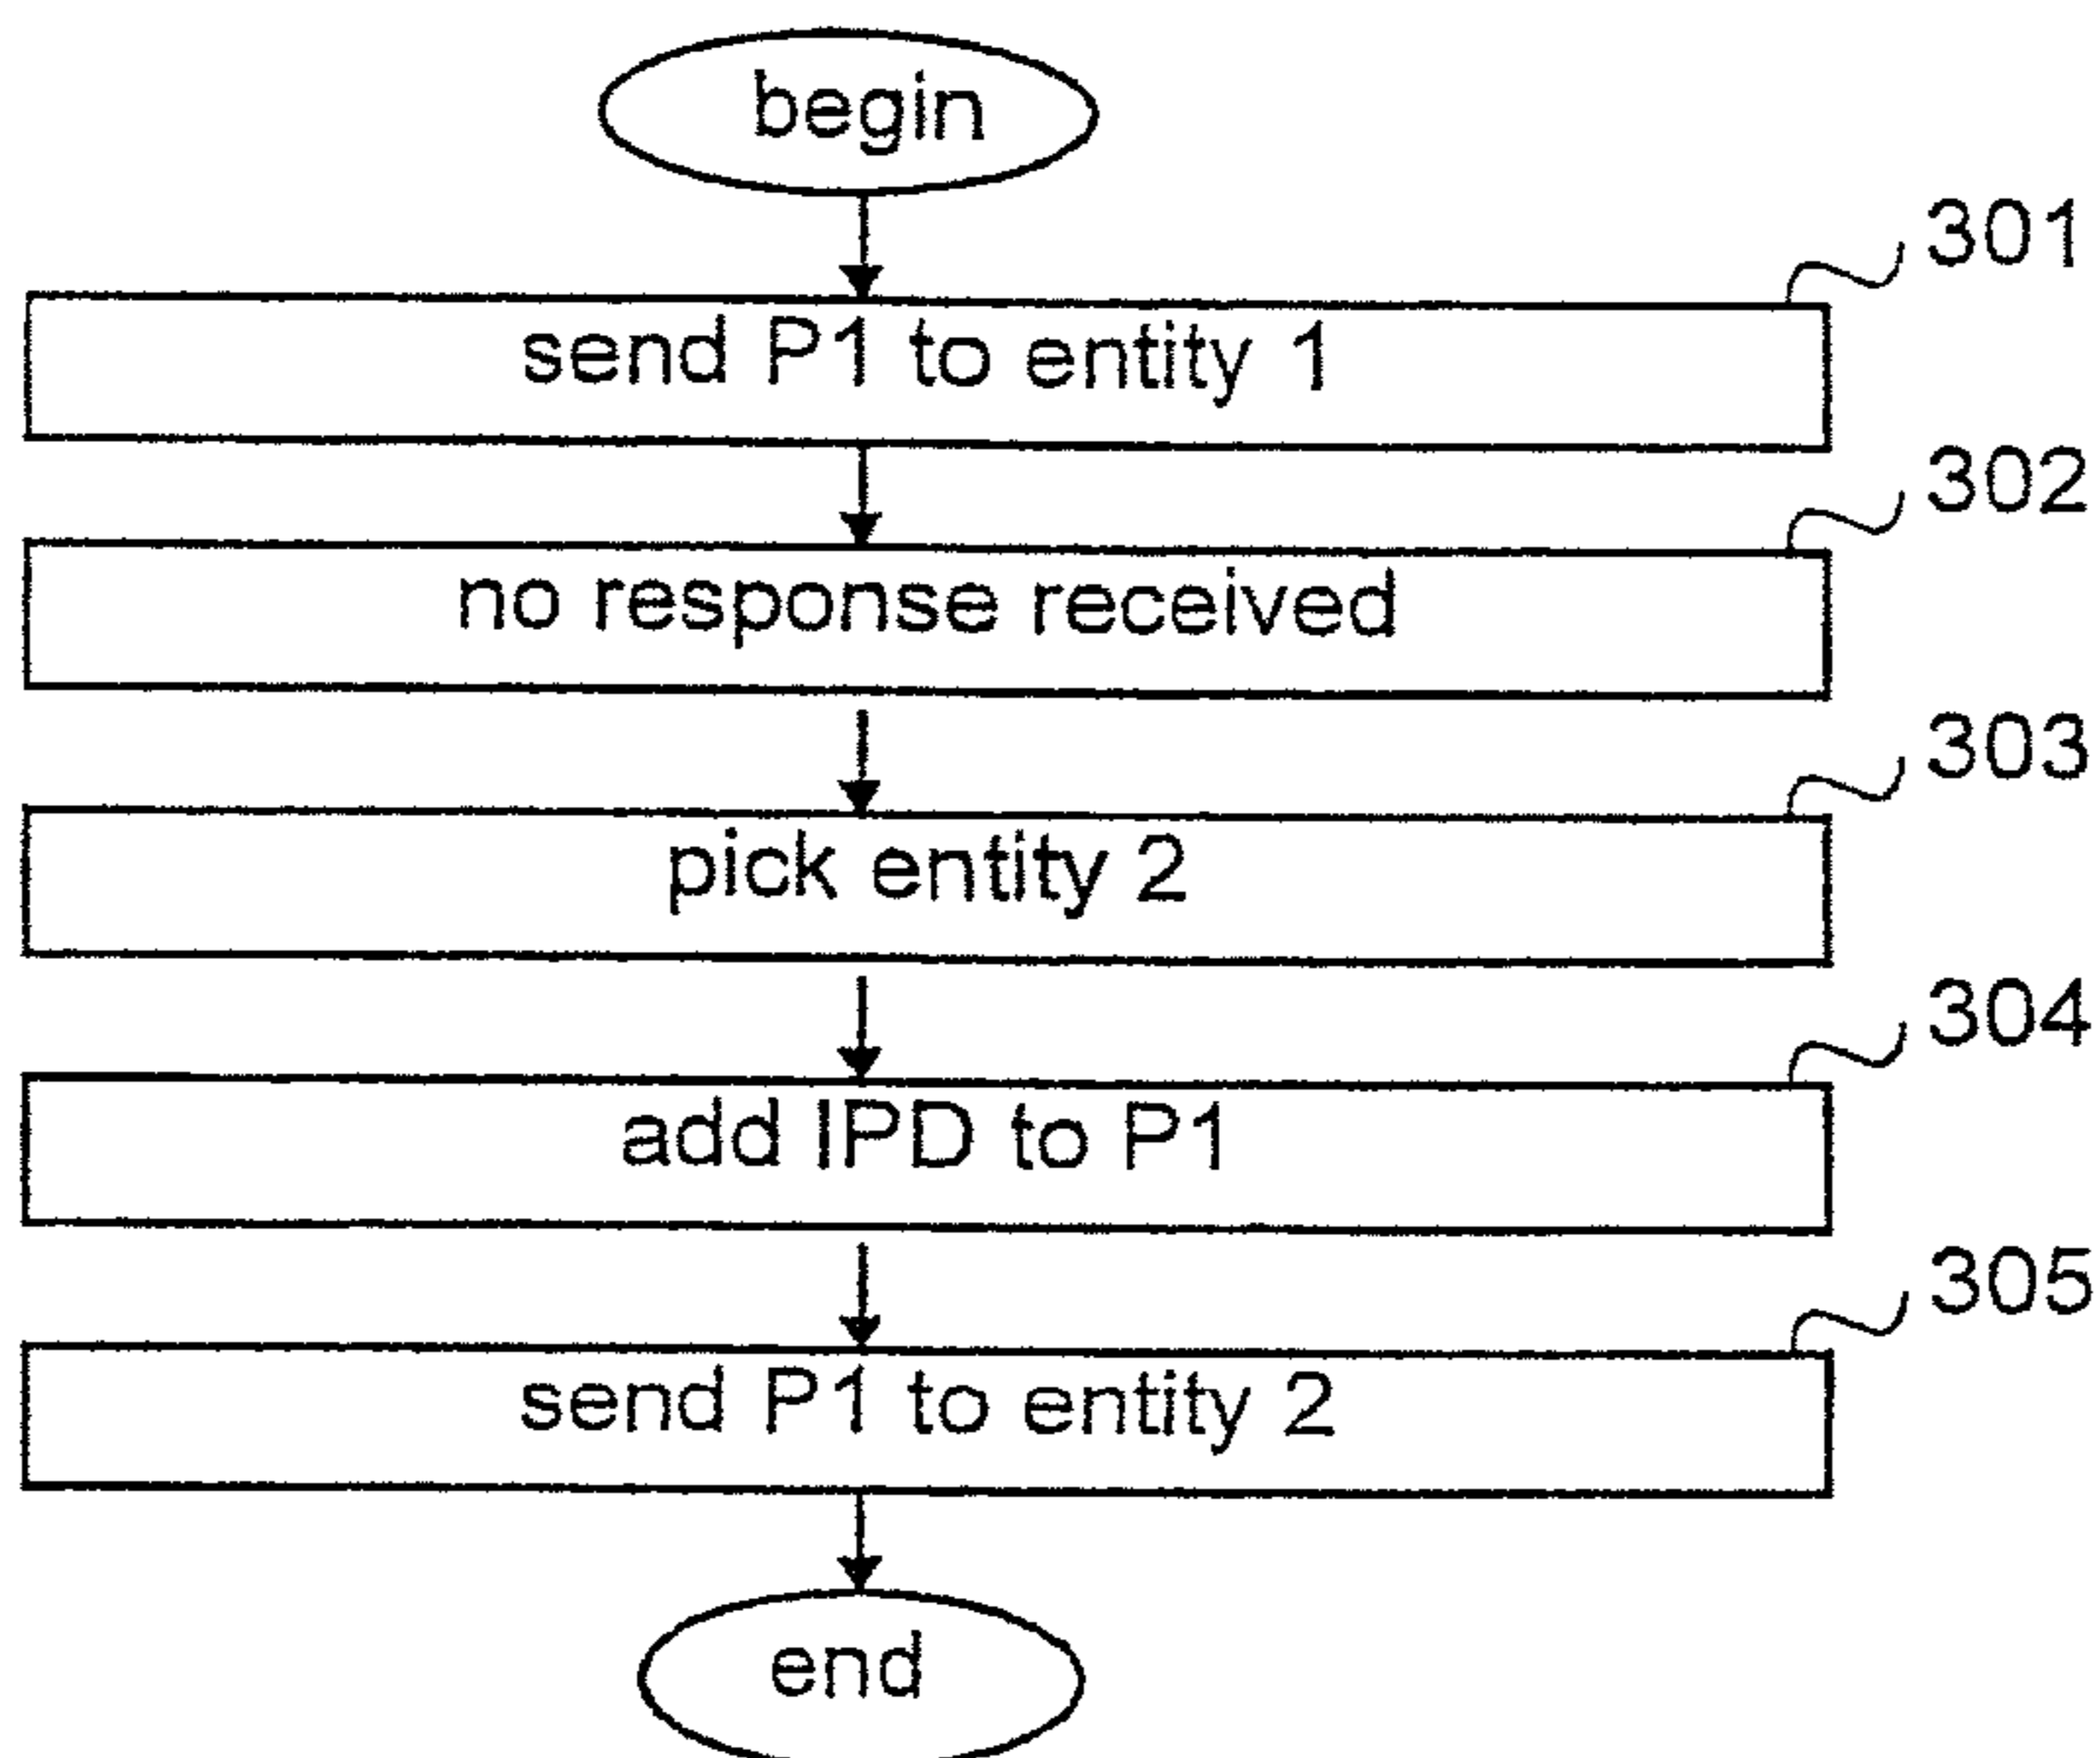 begin
301
send P1 to entity 1
302
no response received
303
pick entity 2
304
add IPD to P1
305
send P1 to entity 2
end